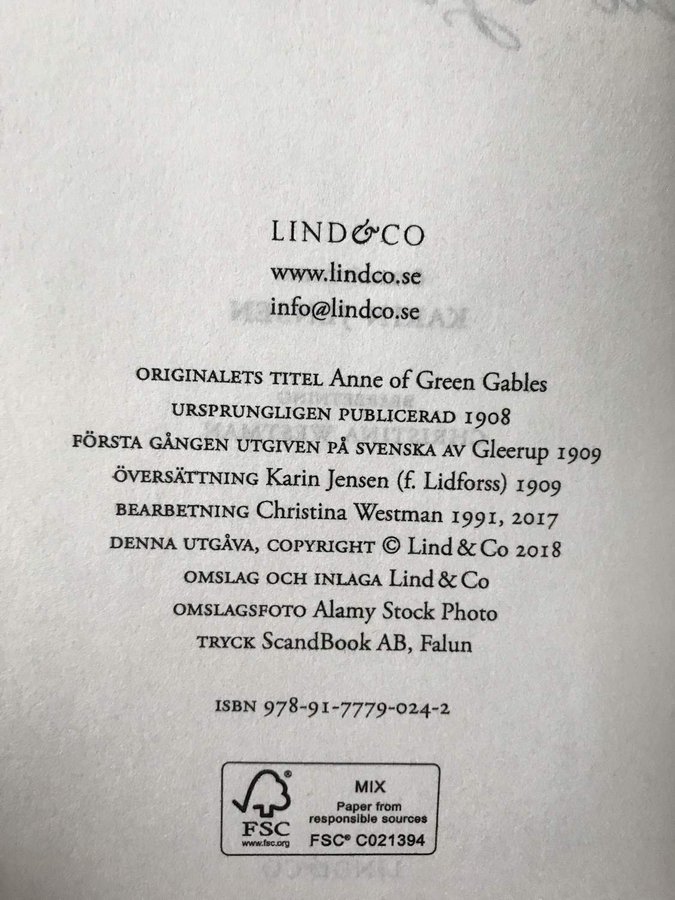 LIND&CO
www.lindco.se
info@lindco.se
ORIGINALETS TITEL Anne of Green Gables
URSPRUNGLIGEN PUBLICERAD 1908
FÖRSTA GÅNGEN UTGIVEN PÅ SVENSKA AV Gleerup 1909
ÖVERSÄTTNING Karin Jensen (f. Lidforss) 1909
BEARBETNING Christina Westman 1991, 2017
DENNA UTGÅVA, COPYRIGHT © Lind & Co 2018
OMSLAG OCH INLAGA Lind & Co
OMSLAGSFOTO Alamy Stock Photo
TRYCK ScandBook AB, Falun
ISBN 978-91-7779-024-2
FSC®
www.fsc.org
MIX
Paper from
responsible sources
FSC® C021394